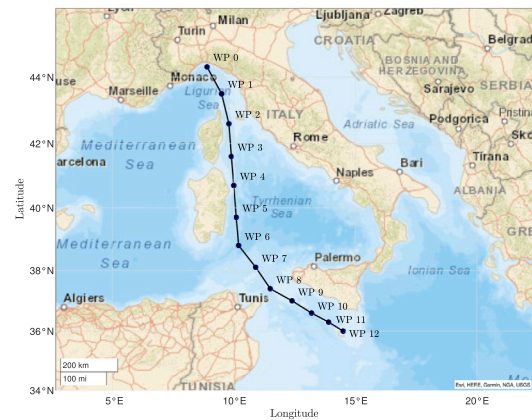 Ljubljana
Zagreb
Milan
Turin
CROATIA
Belgrade
WP 0
BOSNIA AND
HERZEGOVINA
44°N
Monaco
WP 1
Sarajevo
SERBIA
Marseille
Ligurian
Sea
ITALY
Pristina
WP 2
Adriatic Sea
Podgorica
42°N
Mediterranean
Sea
WP 3
Rome
Tirana
arcelona
Bari
WP 4
Naples
ALBANIA
Latitude
40°N
WP 5
Tyrrhenian
Sea
GRE
Mediterranean
Sea
WP 6
WP 7
Palermo
Ionian Sea
38°N
WP 8
Algiers
Tunis
WP 9
WP 10
WP 11
36°N
WP 12
200 km
100 mi
TUNISIA
Esri, HERE, Garmin, NGA, USGS
34°N
5°E
10°E
15°E
20°E
Longitude